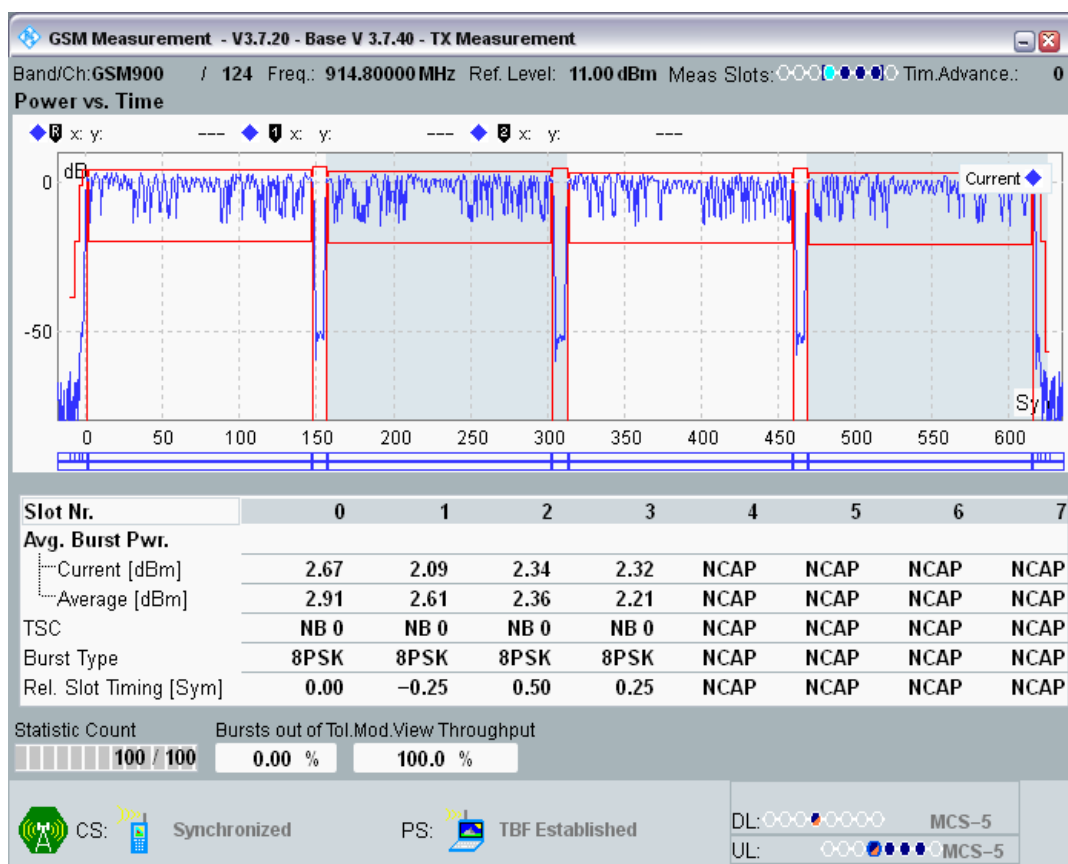 GSM Measurement - V3.7.20 - Base V 3.7.40 - TX Measurement
Band/Ch:GSM900 / 124 Freq.: 914.80000 MHz Ref. Level: 11.00 dBm Meas Slots: Tim.Advance.: 0
Power vs. Time
R x: y: --- 1 x: y: --- 2 x: y: ---
dB
Current
0
-50
Sy
0 50 100 150 200 250 300 350 400 450 500 550 600
Slot Nr. 0 1 2 3 4 5 6 7
Avg. Burst Pwr.
Current [dBm] 2.67 2.09 2.34 2.32 NCAP NCAP NCAP NCAP
Average [dBm] 2.91 2.61 2.36 2.21 NCAP NCAP NCAP NCAP
TSC NB 0 NB 0 NB 0 NB 0 NCAP NCAP NCAP NCAP
Burst Type 8PSK 8PSK 8PSK 8PSK NCAP NCAP NCAP NCAP
Rel. Slot Timing [Sym] 0.00 −0.25 0.50 0.25 NCAP NCAP NCAP NCAP
Statistic Count Bursts out of Tol.Mod.View Throughput
100 / 100 0.00 % 100.0 %
CS: Synchronized PS: TBF Established DL: MCS−5
UL: MCS−5